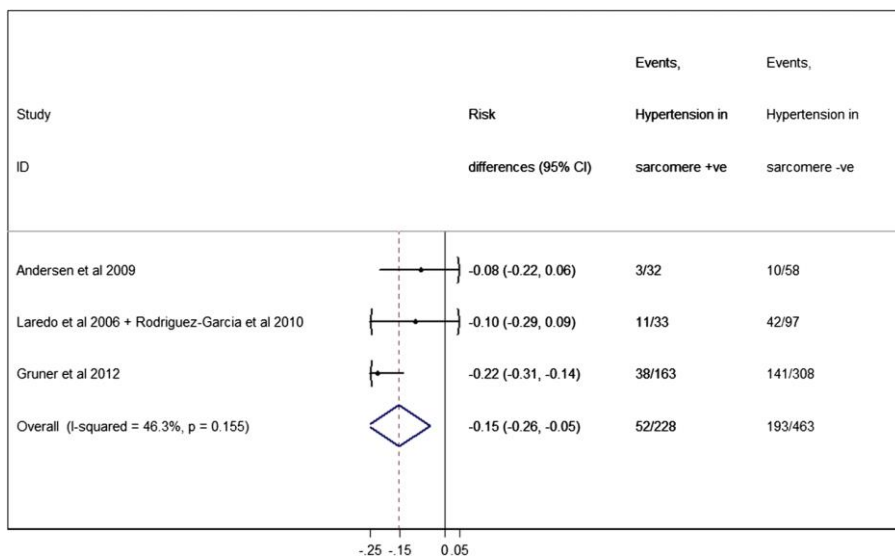 Events, Events,
Study Risk Hypertension in Hypertension in
ID differences (95% CI) sarcomere +ve sarcomere -ve
Andersen et al 2009 -0.08 (-0.22, 0.06) 3/32 10/58
Laredo et al 2006 + Rodriguez-Garcia et al 2010 -0.10 (-0.29, 0.09) 11/33 42/97
Gruner et al 2012 -0.22 (-0.31, -0.14) 38/163 141/308
Overall (I-squared = 46.3%, p = 0.155) -0.15 (-0.26, -0.05) 52/228 193/463
-.25 -.15 0 0.05